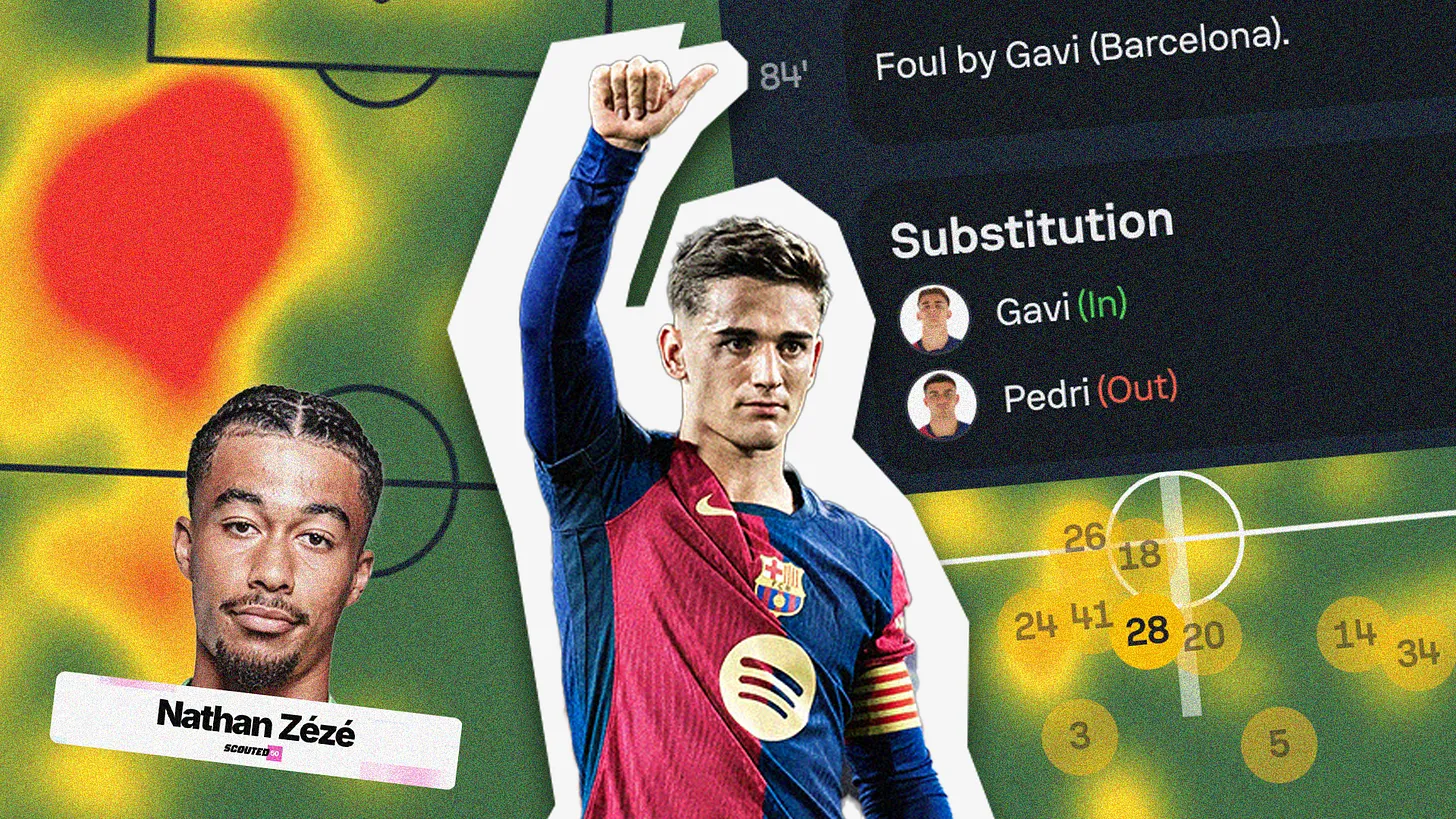 84'
Foul by Gavi (Barcelona).
Substitution
Gavi (In)
Pedri (Out)
26
18
24
41
28
20
14
34
3
5
Nathan Zézé
SCOUTED50